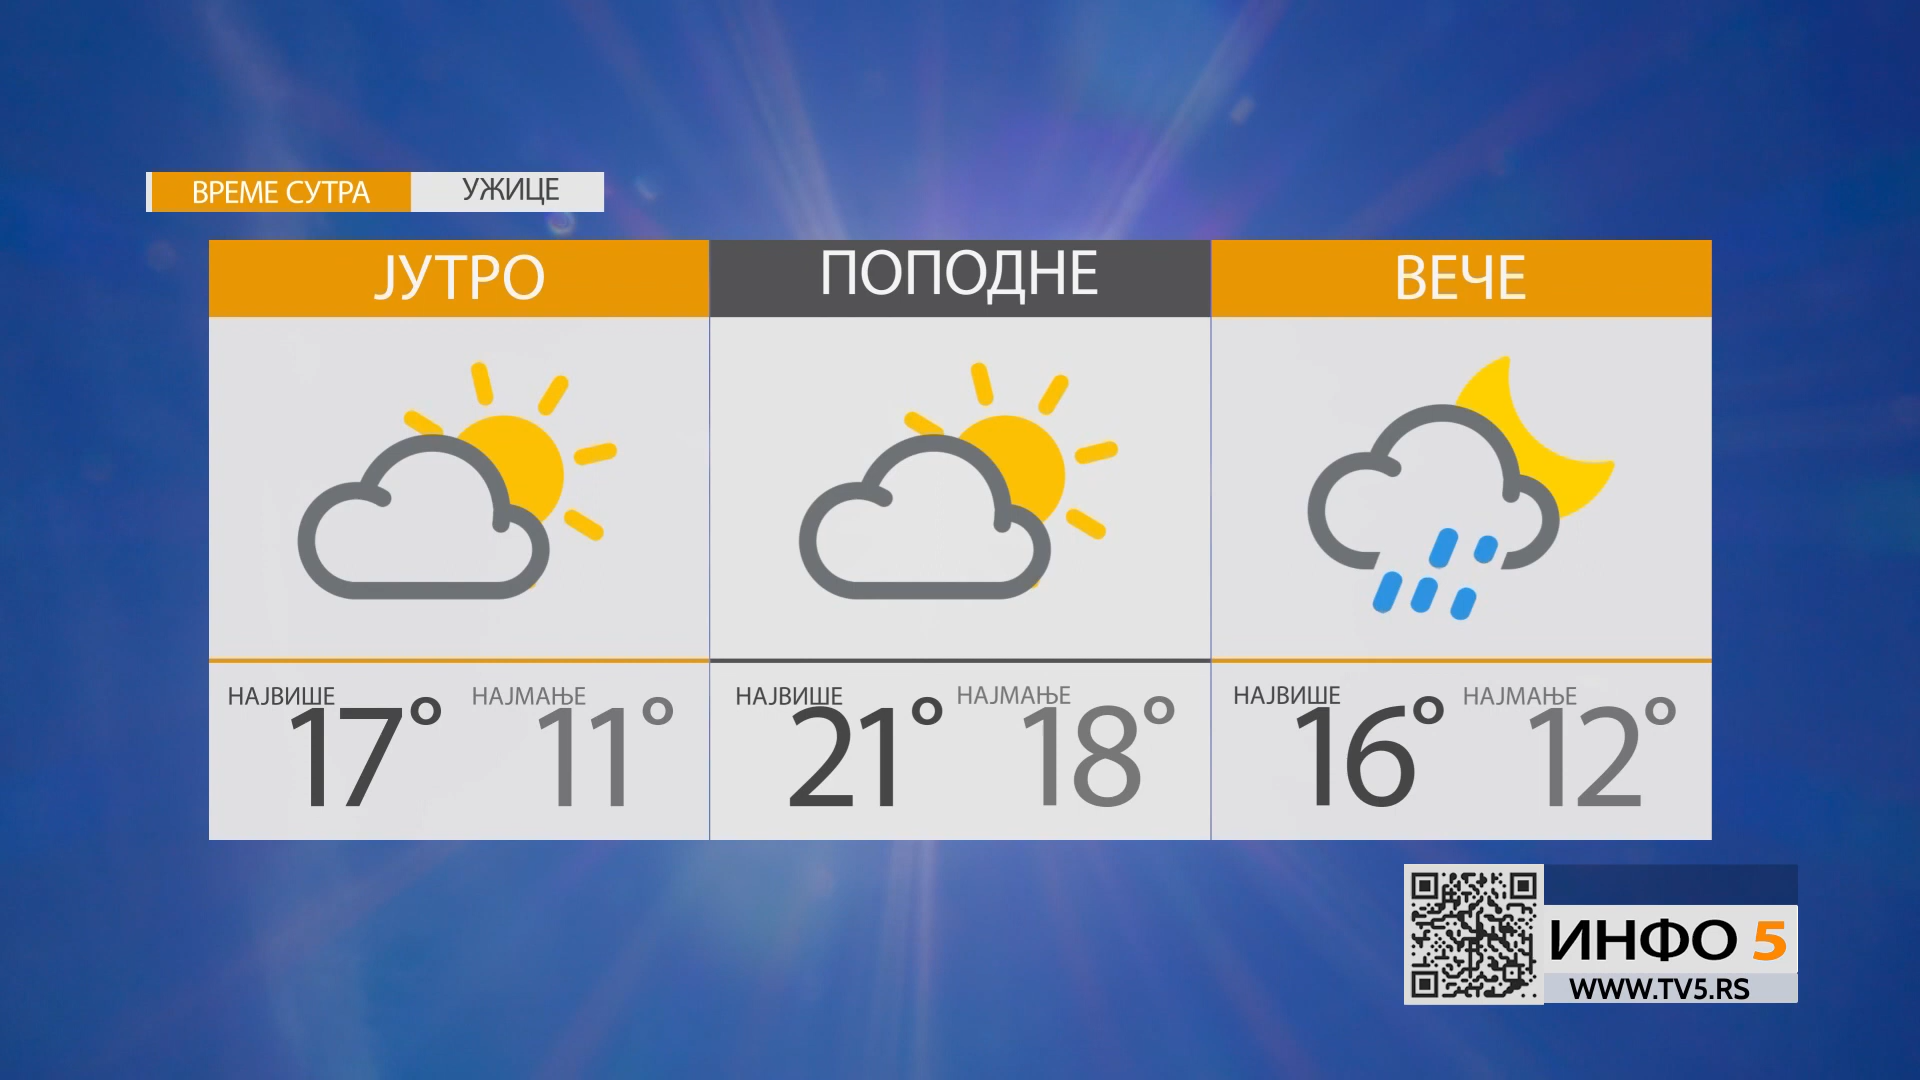 ВРЕМЕ СУТРА УЖИЦЕ
ЈУТРО ПОПОДНЕ ВЕЧЕ
НАЈВИШЕ НАЈМАЊЕ НАЈВИШЕ НАЈМАЊЕ НАЈВИШЕ НАЈМАЊЕ
17° 11° 21° 18° 16° 12°
ИНФО 5
WWW.TV5.RS